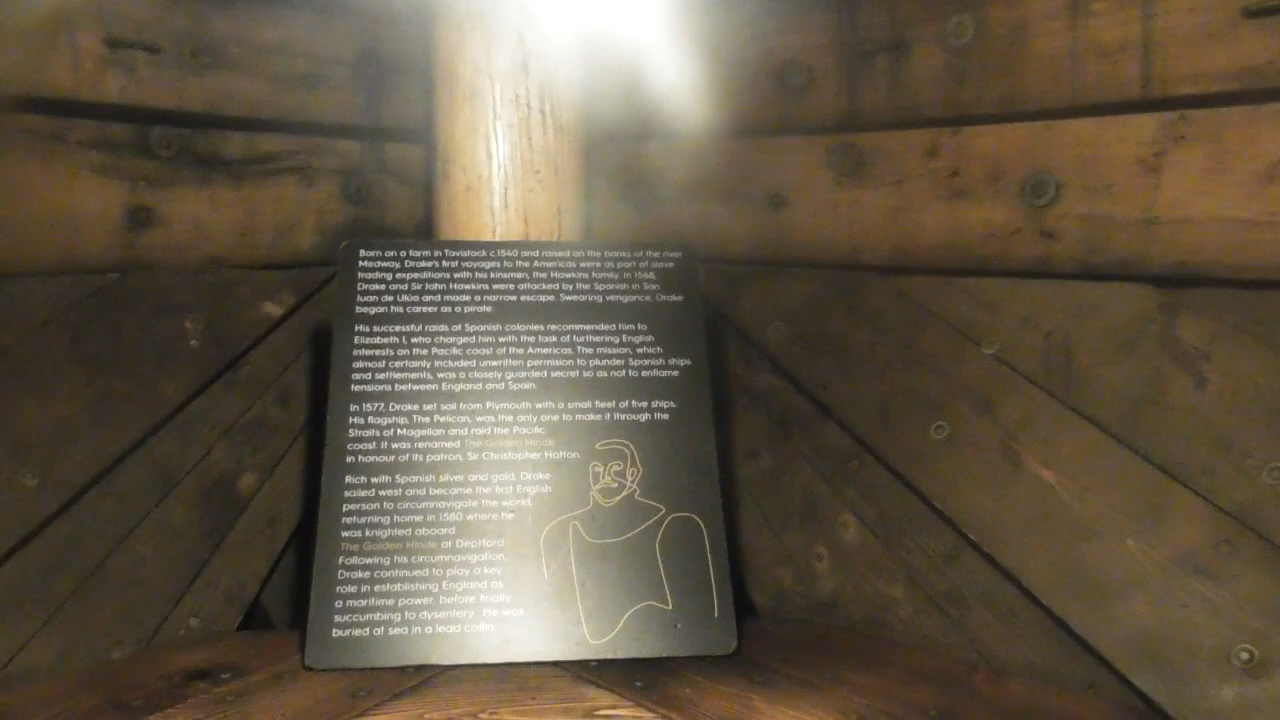 Born on a farm in Tavistock c.1540 and raised on the banks of the river
Medway, Drake's first voyages to the Americas were as part of slave
trading expeditions with his kinsmen, the Hawkins family. In 1568,
Drake and Sir John Hawkins were attacked by the Spanish in San
Juan de Ulúa and made a narrow escape. Swearing vengance, Drake
began his career as a pirate.
His successful raids of Spanish colonies recommended him to
Elizabeth I, who charged him with the task of furthering English
interests on the Pacific coast of the Americas. The mission, which
almost certainly included unwritten permision to plunder Spanish ships
and settlements, was a closely guarded secret so as not to enflame
tensions between England and Spain.
In 1577, Drake set sail from Plymouth with a small fleet of five ships.
His flagship, The Pelican, was the only one to make it through the
Straits of Magellan and raid the Pacific
coast. It was renamed The Golden Hinde
in honour of its patron, Sir Christopher Hatton.
Rich with Spanish silver and gold, Drake
sailed west and became the first English
person to circumnavigate the world,
returning home in 1580 where he
was knighted aboard
The Golden Hinde at Deptford.
Following his circumnavigation,
Drake continued to play a key
role in establishing England as
a maritime power, before finally
succumbing to dysentery. He was
buried at sea in a lead coffin.